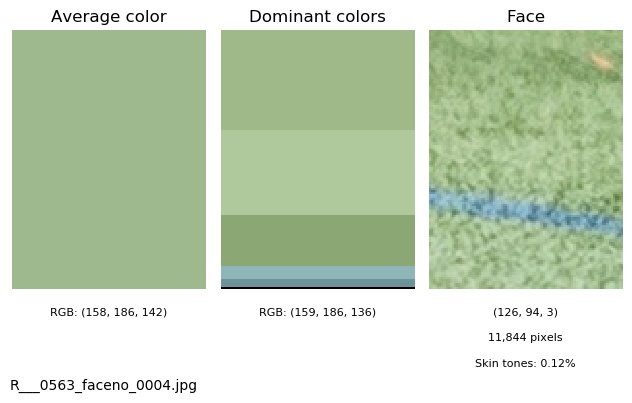 Average color
Dominant colors
Face
RGB: (158, 186, 142)
RGB: (159, 186, 136)
(126, 94, 3)
11,844 pixels
Skin tones: 0.12%
R___0563_faceno_0004.jpg